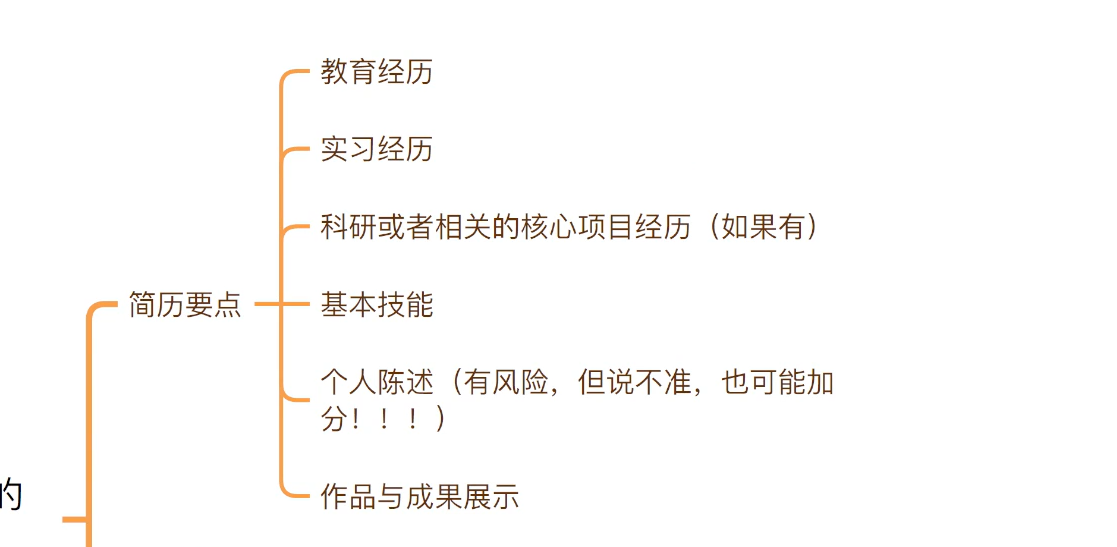 教育经历
实习经历
科研或者相关的核心项目经历（如果有）
简历要点
基本技能
个人陈述（有风险，但说不准，也可能加
分！！！）
作品与成果展示
的